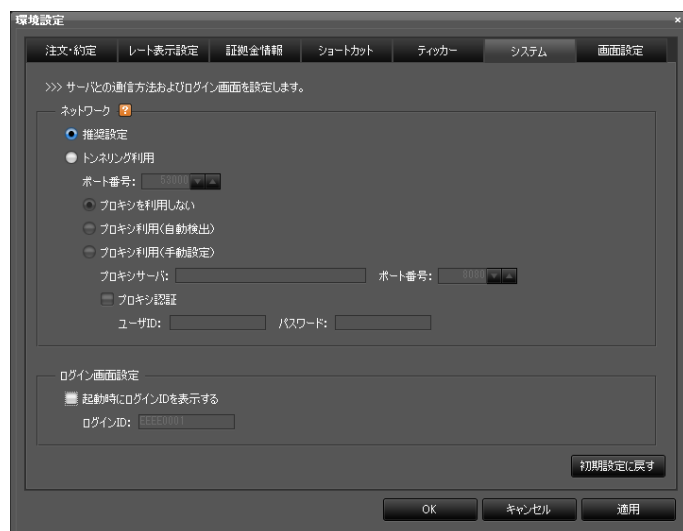 環境設定 ×
注文・約定 レート表示設定 証拠金情報 ショートカット ティッカー システム 画面設定
>>> サーバとの通信方法およびログイン画面を設定します。
ネットワーク ?
推奨設定
トンネリング利用
ポート番号: 53000
プロキシを利用しない
プロキシ利用(自動検出)
プロキシ利用(手動設定)
プロキシサーバ: ポート番号: 8080
プロキシ認証
ユーザID: パスワード:
ログイン画面設定
起動時にログインIDを表示する
ログインID: EEEE0001
初期設定に戻す
OK キャンセル 適用